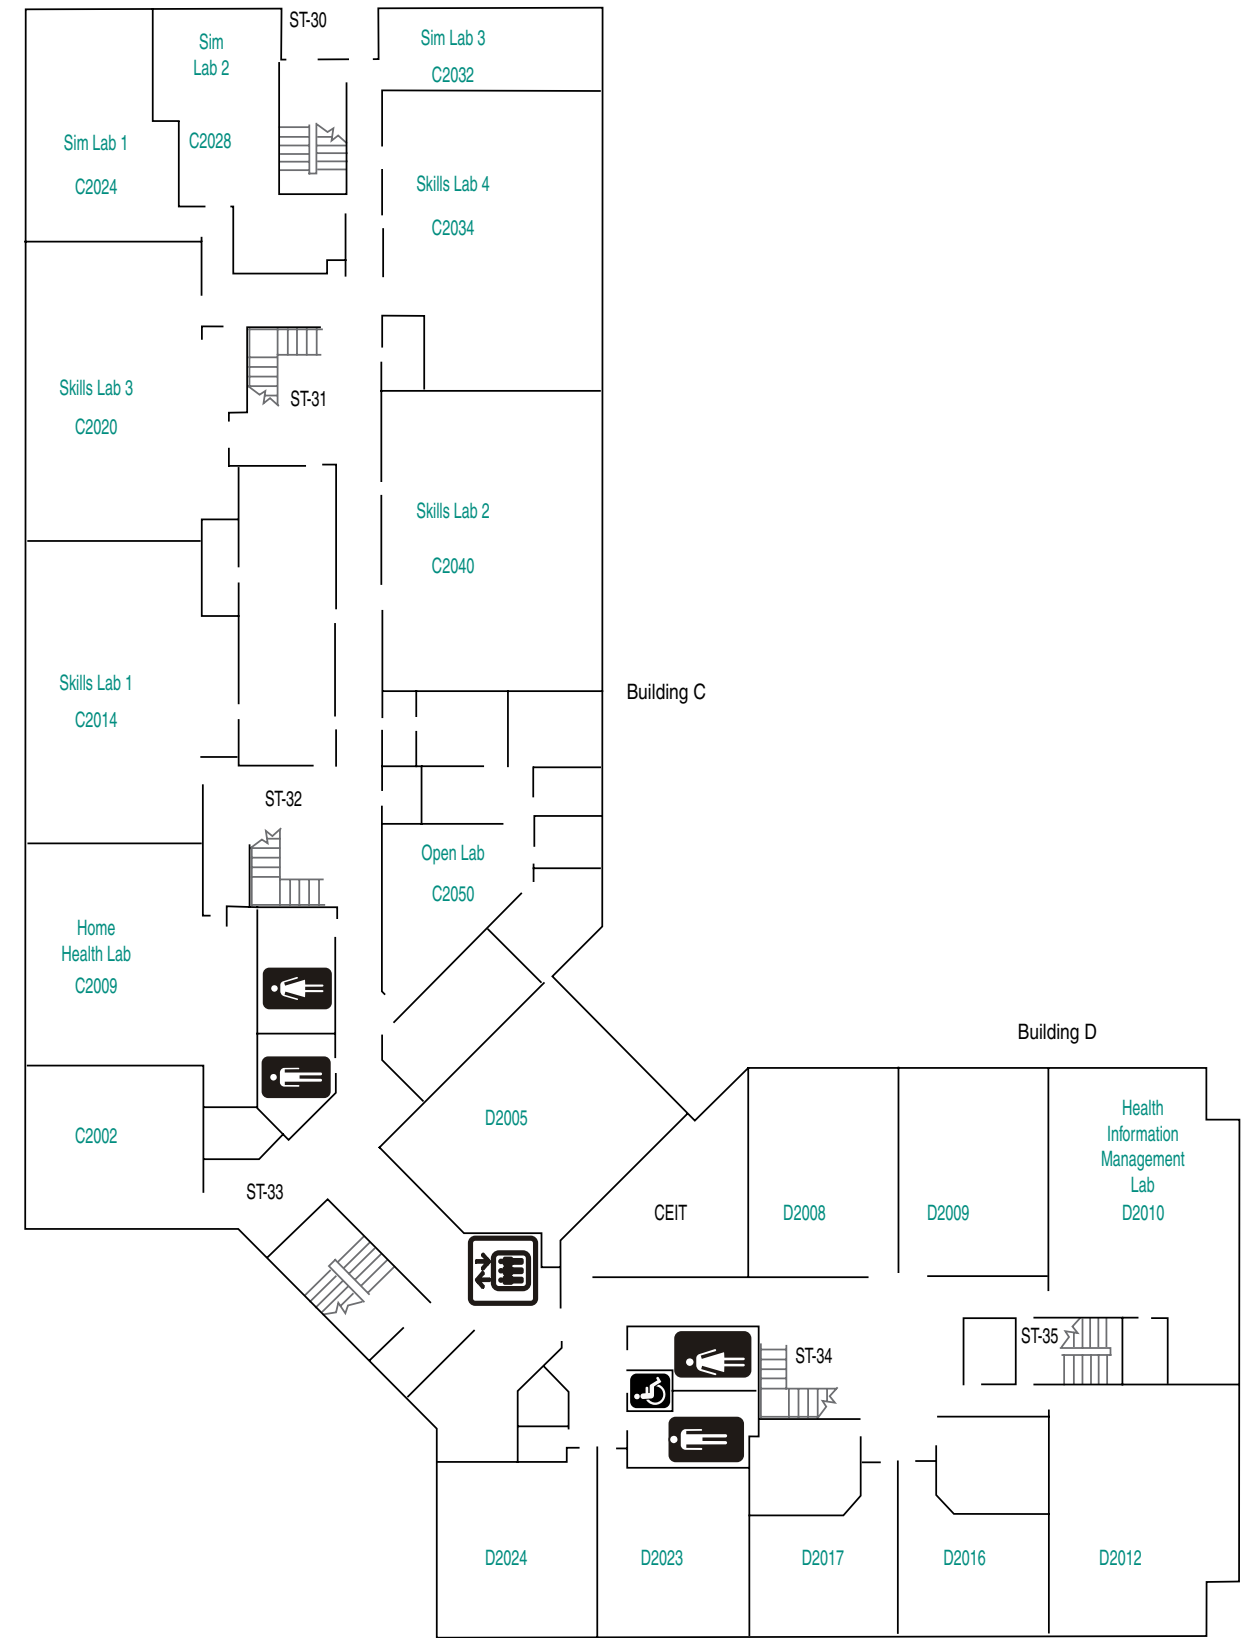 ST-30
Sim
Lab 2
C2028
Sim Lab 3
C2032
Sim Lab 1
C2024
Skills Lab 4
C2034
Skills Lab 3
C2020
ST-31
Skills Lab 2
C2040
Skills Lab 1
C2014
Building C
ST-32
Open Lab
C2050
Home
Health Lab
C2009
Building D
C2002
D2005
Health
Information
Management
Lab
D2010
ST-33
CEIT
D2008
D2009
ST-34
ST-35
D2024
D2023
D2017
D2016
D2012